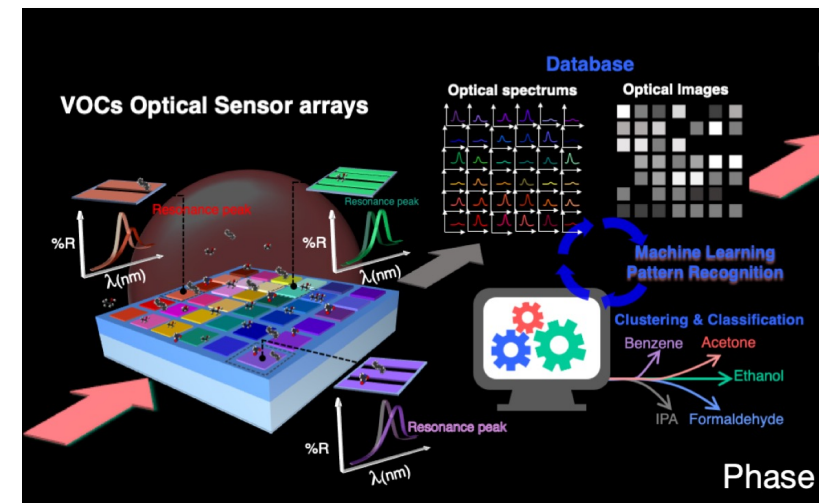 Database
Optical spectrums
Optical Images
VOCs Optical Sensor arrays
Resonance peak
%R
λ(nm)
Resonance peak
%R
λ(nm)
Machine Learning
Pattern Recognition
Clustering & Classification
Benzene
Acetone
Ethanol
IPA
Formaldehyde
Resonance peak
%R
λ(nm)
Phase